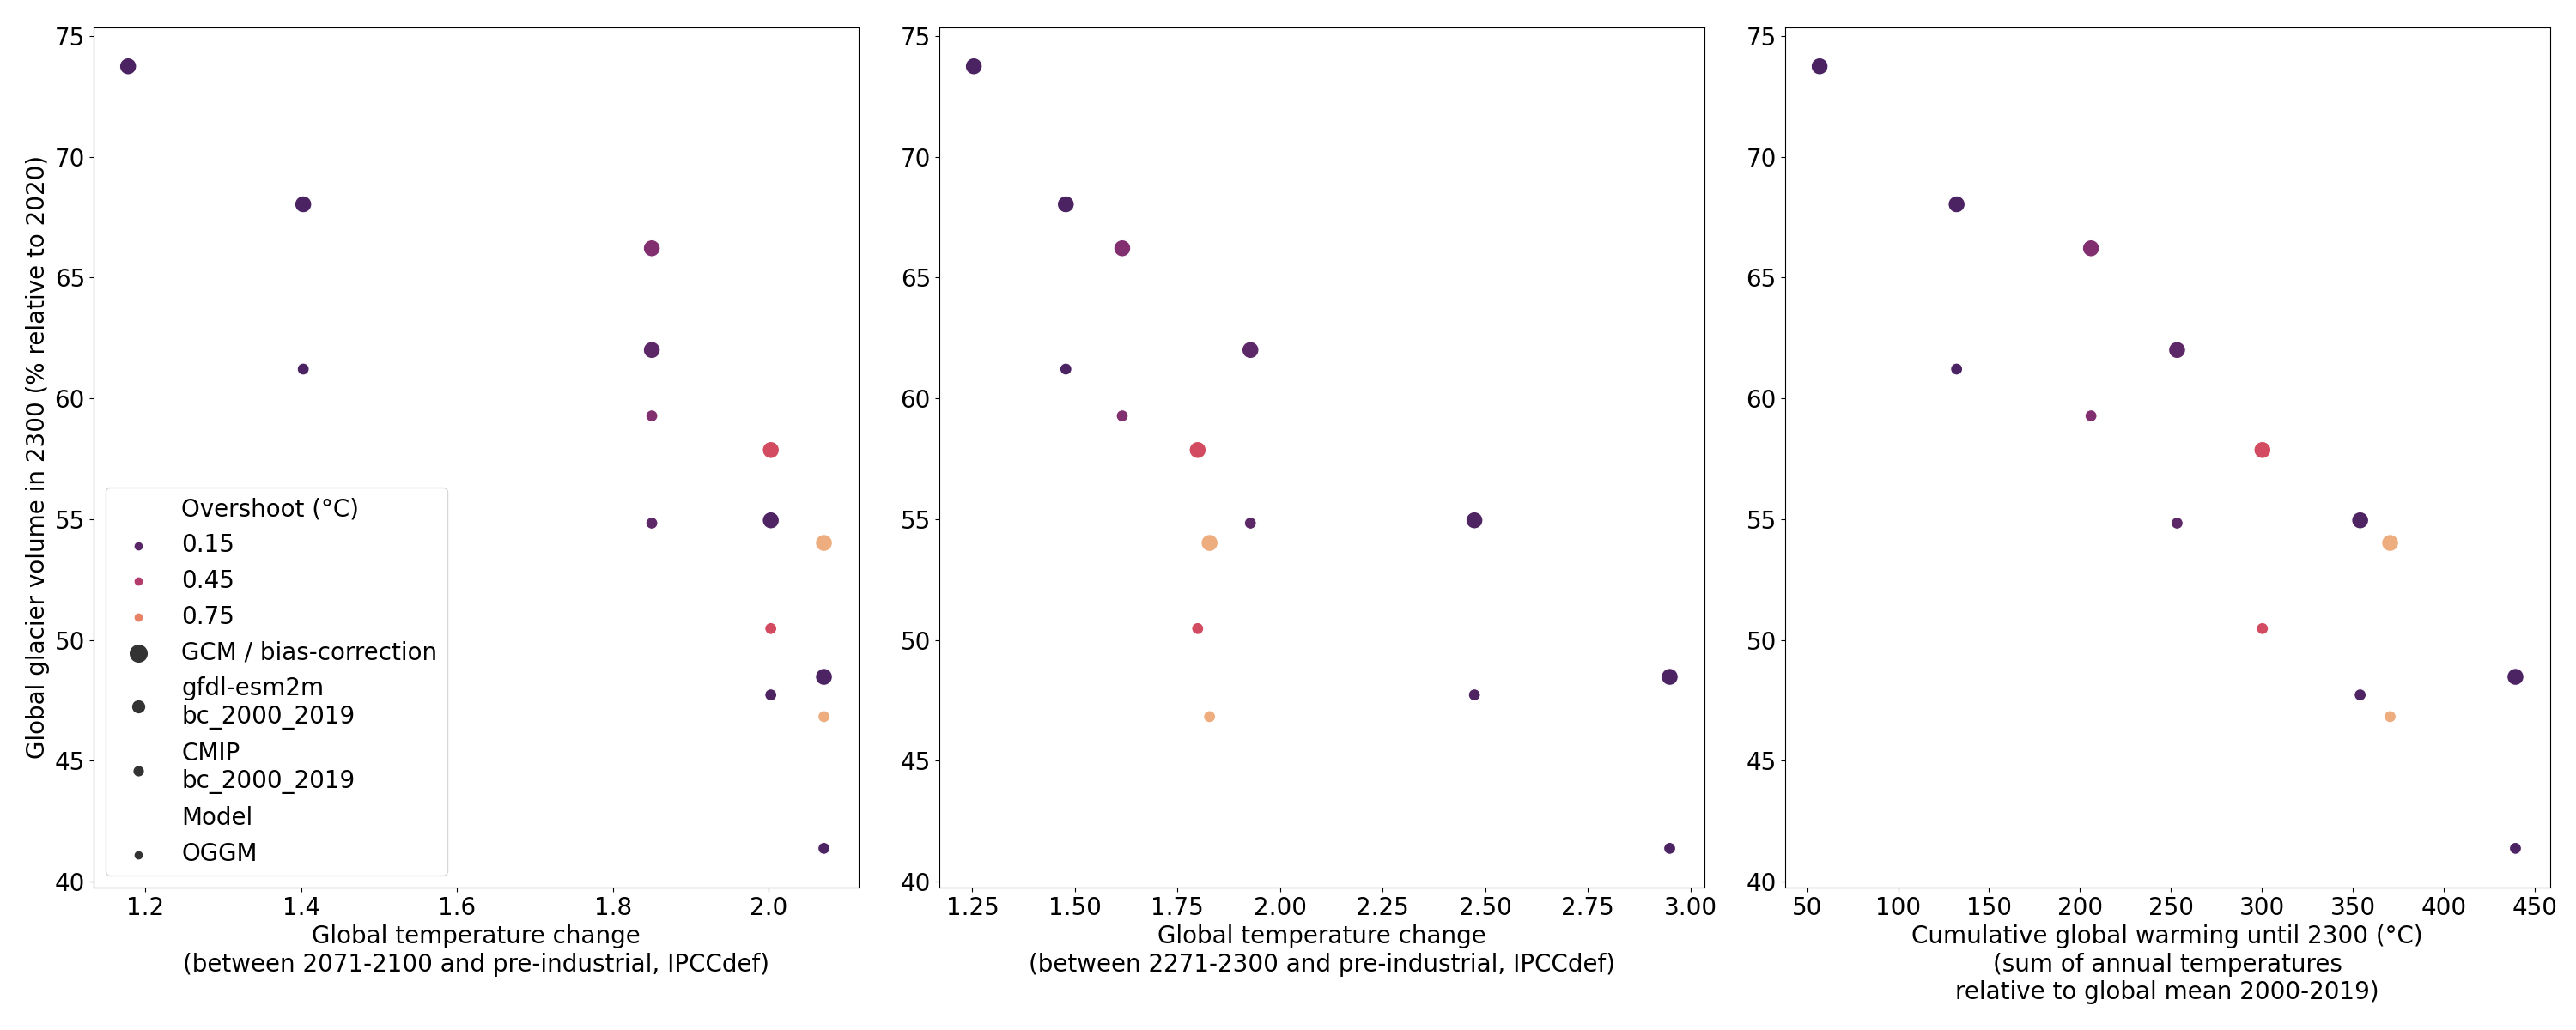 Global glacier volume in 2300 (% relative to 2020)
75
70
65
60
55
50
45
40
Overshoot (°C)
0.15
0.45
0.75
GCM / bias-correction
gfdl-esm2m
bc_2000_2019
CMIP
bc_2000_2019
Model
OGGM
1.2 1.4 1.6 1.8 2.0
Global temperature change
(between 2071-2100 and pre-industrial, IPCCdef)
75
70
65
60
55
50
45
40
1.25 1.50 1.75 2.00 2.25 2.50 2.75 3.00
Global temperature change
(between 2271-2300 and pre-industrial, IPCCdef)
75
70
65
60
55
50
45
40
50 100 150 200 250 300 350 400 450
Cumulative global warming until 2300 (°C)
(sum of annual temperatures
relative to global mean 2000-2019)